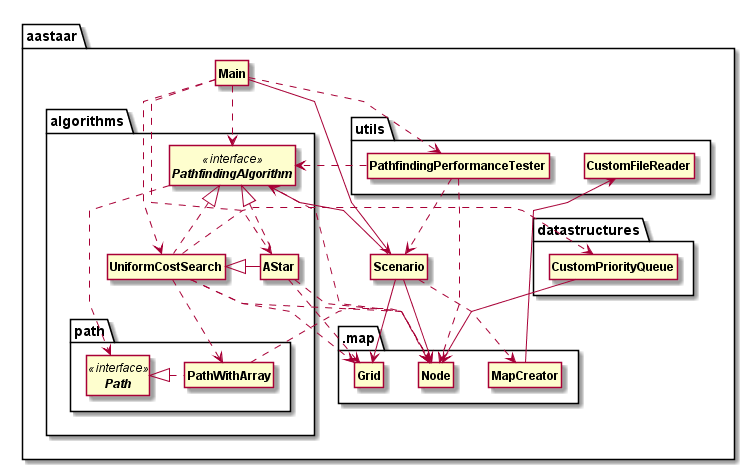 aastaar
Main
algorithms
utils
«interface»
PathfindingAlgorithm
PathfindingPerformanceTester
CustomFileReader
datastructures
UniformCostSearch
AStar
Scenario
CustomPriorityQueue
path
.map
«interface»
Path
PathWithArray
Grid
Node
MapCreator